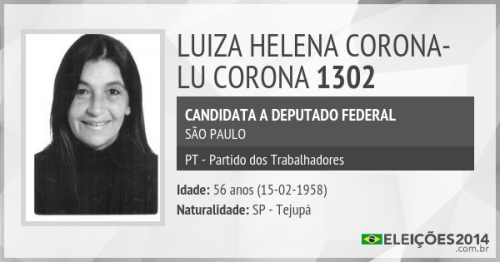 LUIZA HELENA CORONA-
LU CORONA 1302
CANDIDATA A DEPUTADO FEDERAL
SÃO PAULO
PT - Partido dos Trabalhadores
Idade: 56 anos (15-02-1958)
Naturalidade: SP - Tejupá
ELEIÇÕES2014
.com.br